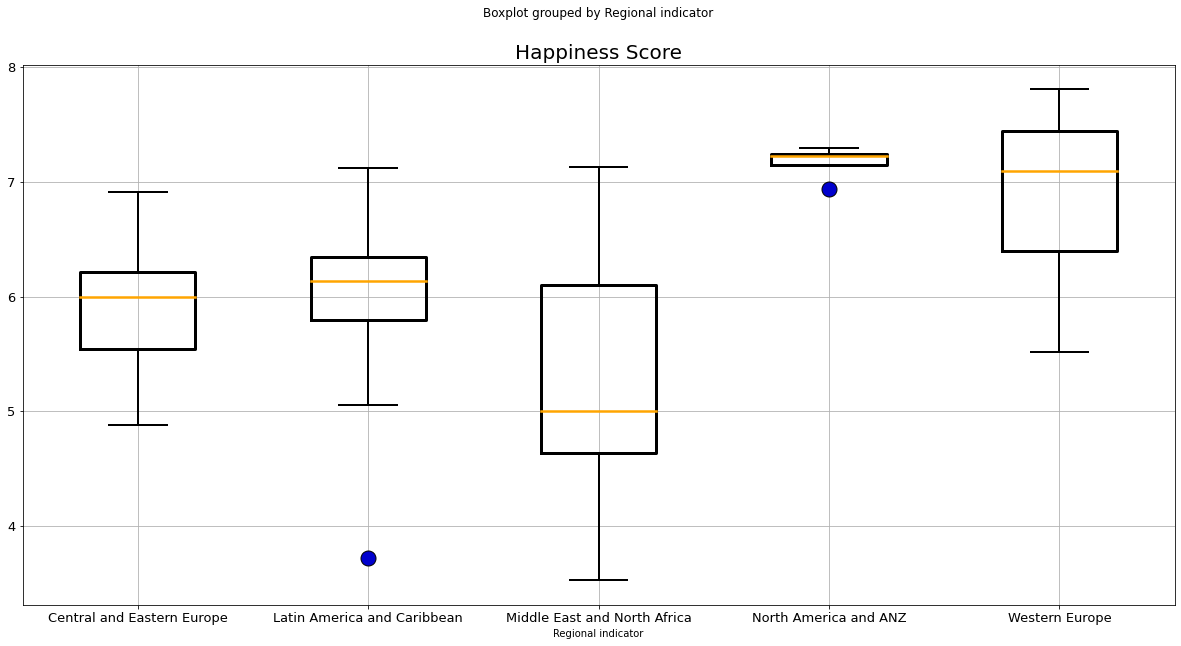 Boxplot grouped by Regional indicator
Happiness Score
8
7
6
5
4
Central and Eastern Europe
Latin America and Caribbean
Middle East and North Africa
North America and ANZ
Western Europe
Regional indicator